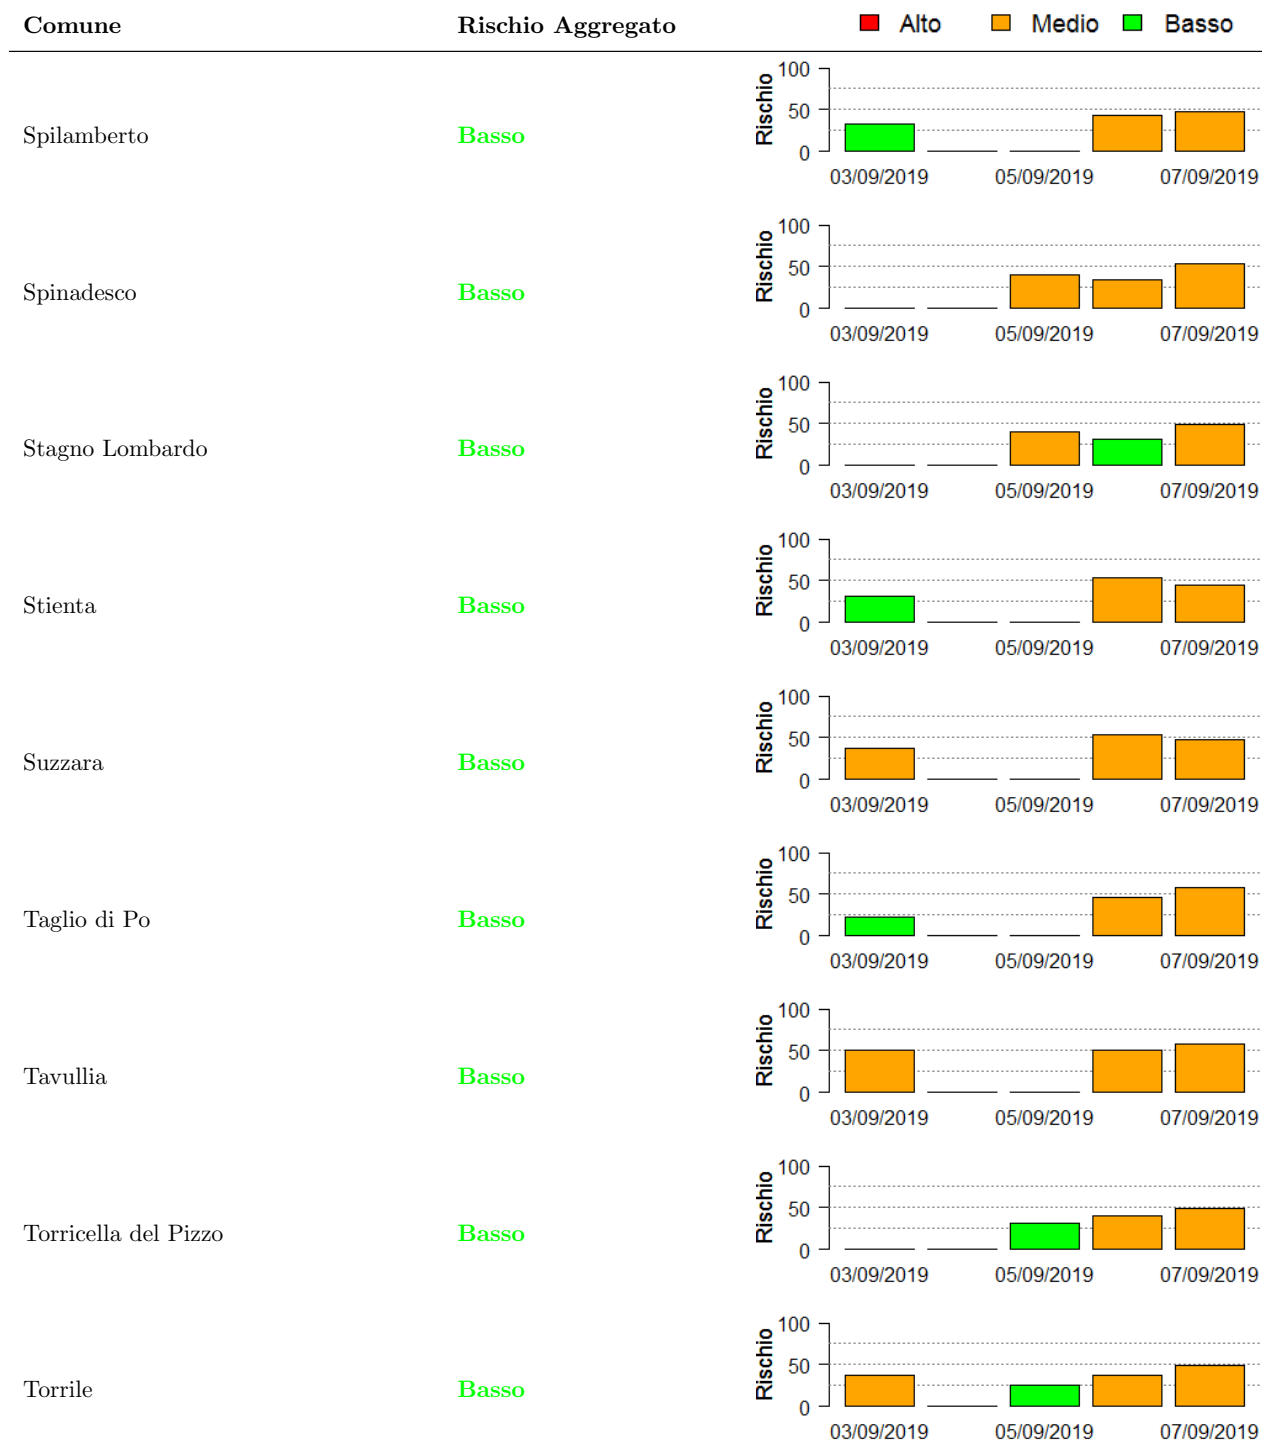 Comune Rischio Aggregato Alto Medio Basso
Spilamberto Basso
Rischio
100
50
0
03/09/2019 05/09/2019 07/09/2019
Spinadesco Basso
Rischio
100
50
0
03/09/2019 05/09/2019 07/09/2019
Stagno Lombardo Basso
Rischio
100
50
0
03/09/2019 05/09/2019 07/09/2019
Stienta Basso
Rischio
100
50
0
03/09/2019 05/09/2019 07/09/2019
Suzzara Basso
Rischio
100
50
0
03/09/2019 05/09/2019 07/09/2019
Taglio di Po Basso
Rischio
100
50
0
03/09/2019 05/09/2019 07/09/2019
Tavullia Basso
Rischio
100
50
0
03/09/2019 05/09/2019 07/09/2019
Torricella del Pizzo Basso
Rischio
100
50
0
03/09/2019 05/09/2019 07/09/2019
Torrile Basso
Rischio
100
50
0
03/09/2019 05/09/2019 07/09/2019